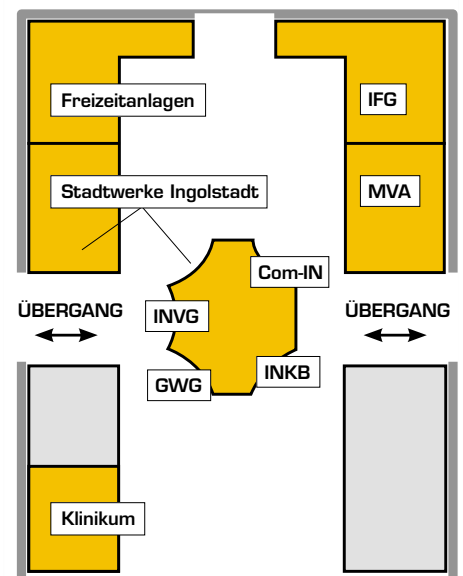 Freizeitanlagen
IFG
Stadtwerke Ingolstadt
MVA
Com-IN
ÜBERGANG
INVG
ÜBERGANG
GWG
INKB
Klinikum